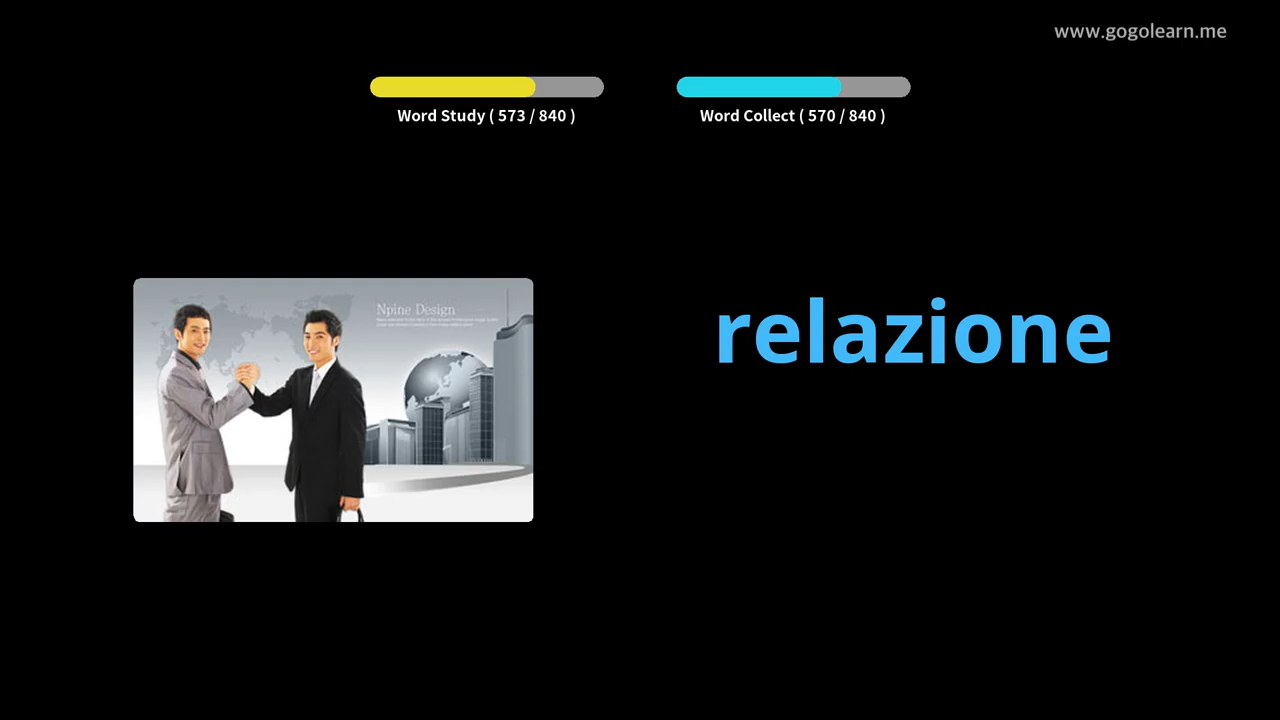 www.gogolearn.me
Word Study ( 573 / 840 )
Word Collect ( 570 / 840 )
Npine Design
relazione